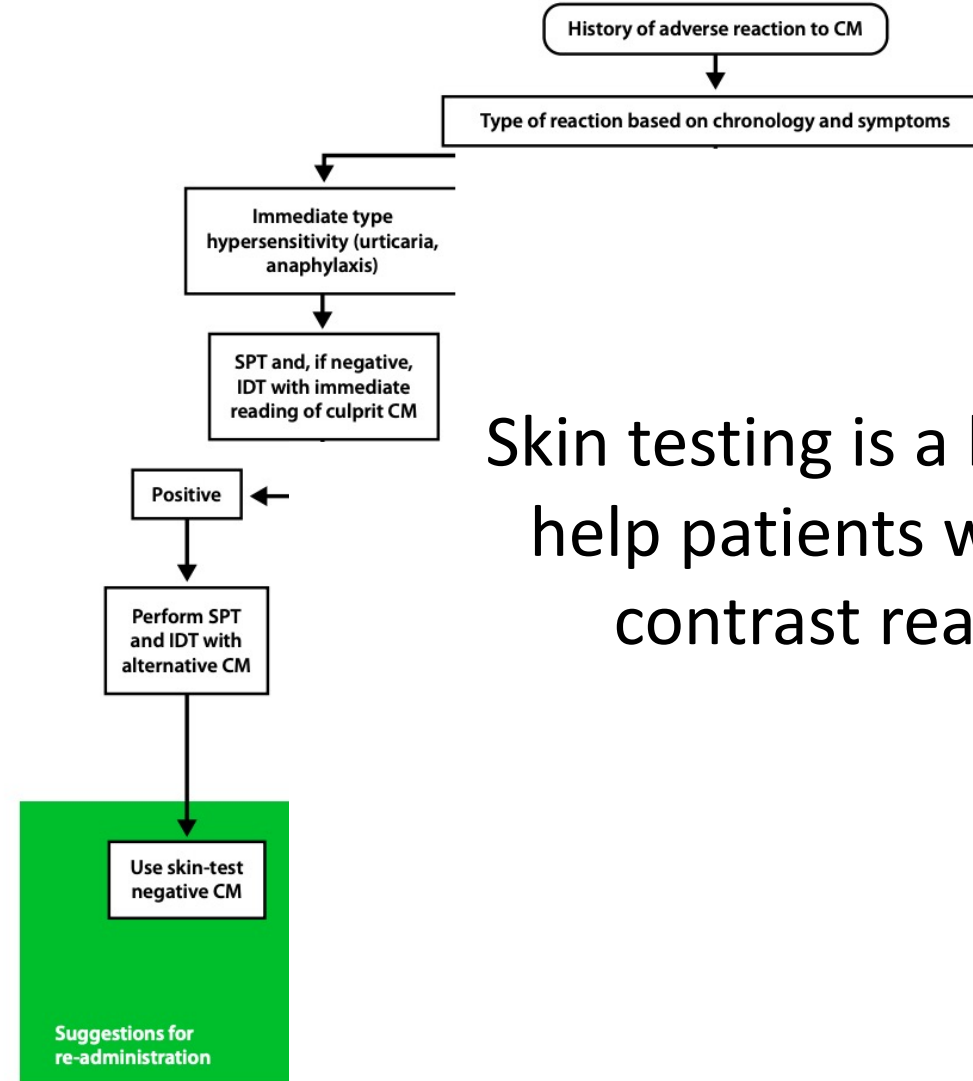 History of adverse reaction to CM
Type of reaction based on chronology and symptoms
Immediate type
hypersensitivity (urticaria,
anaphylaxis)
SPT and, if negative,
IDT with immediate
reading of culprit CM
Skin testing is a
help patients
contrast
Positive
Perform SPT
and IDT with
alternative CM
Use skin-test
negative CM
Suggestions for
re-administration